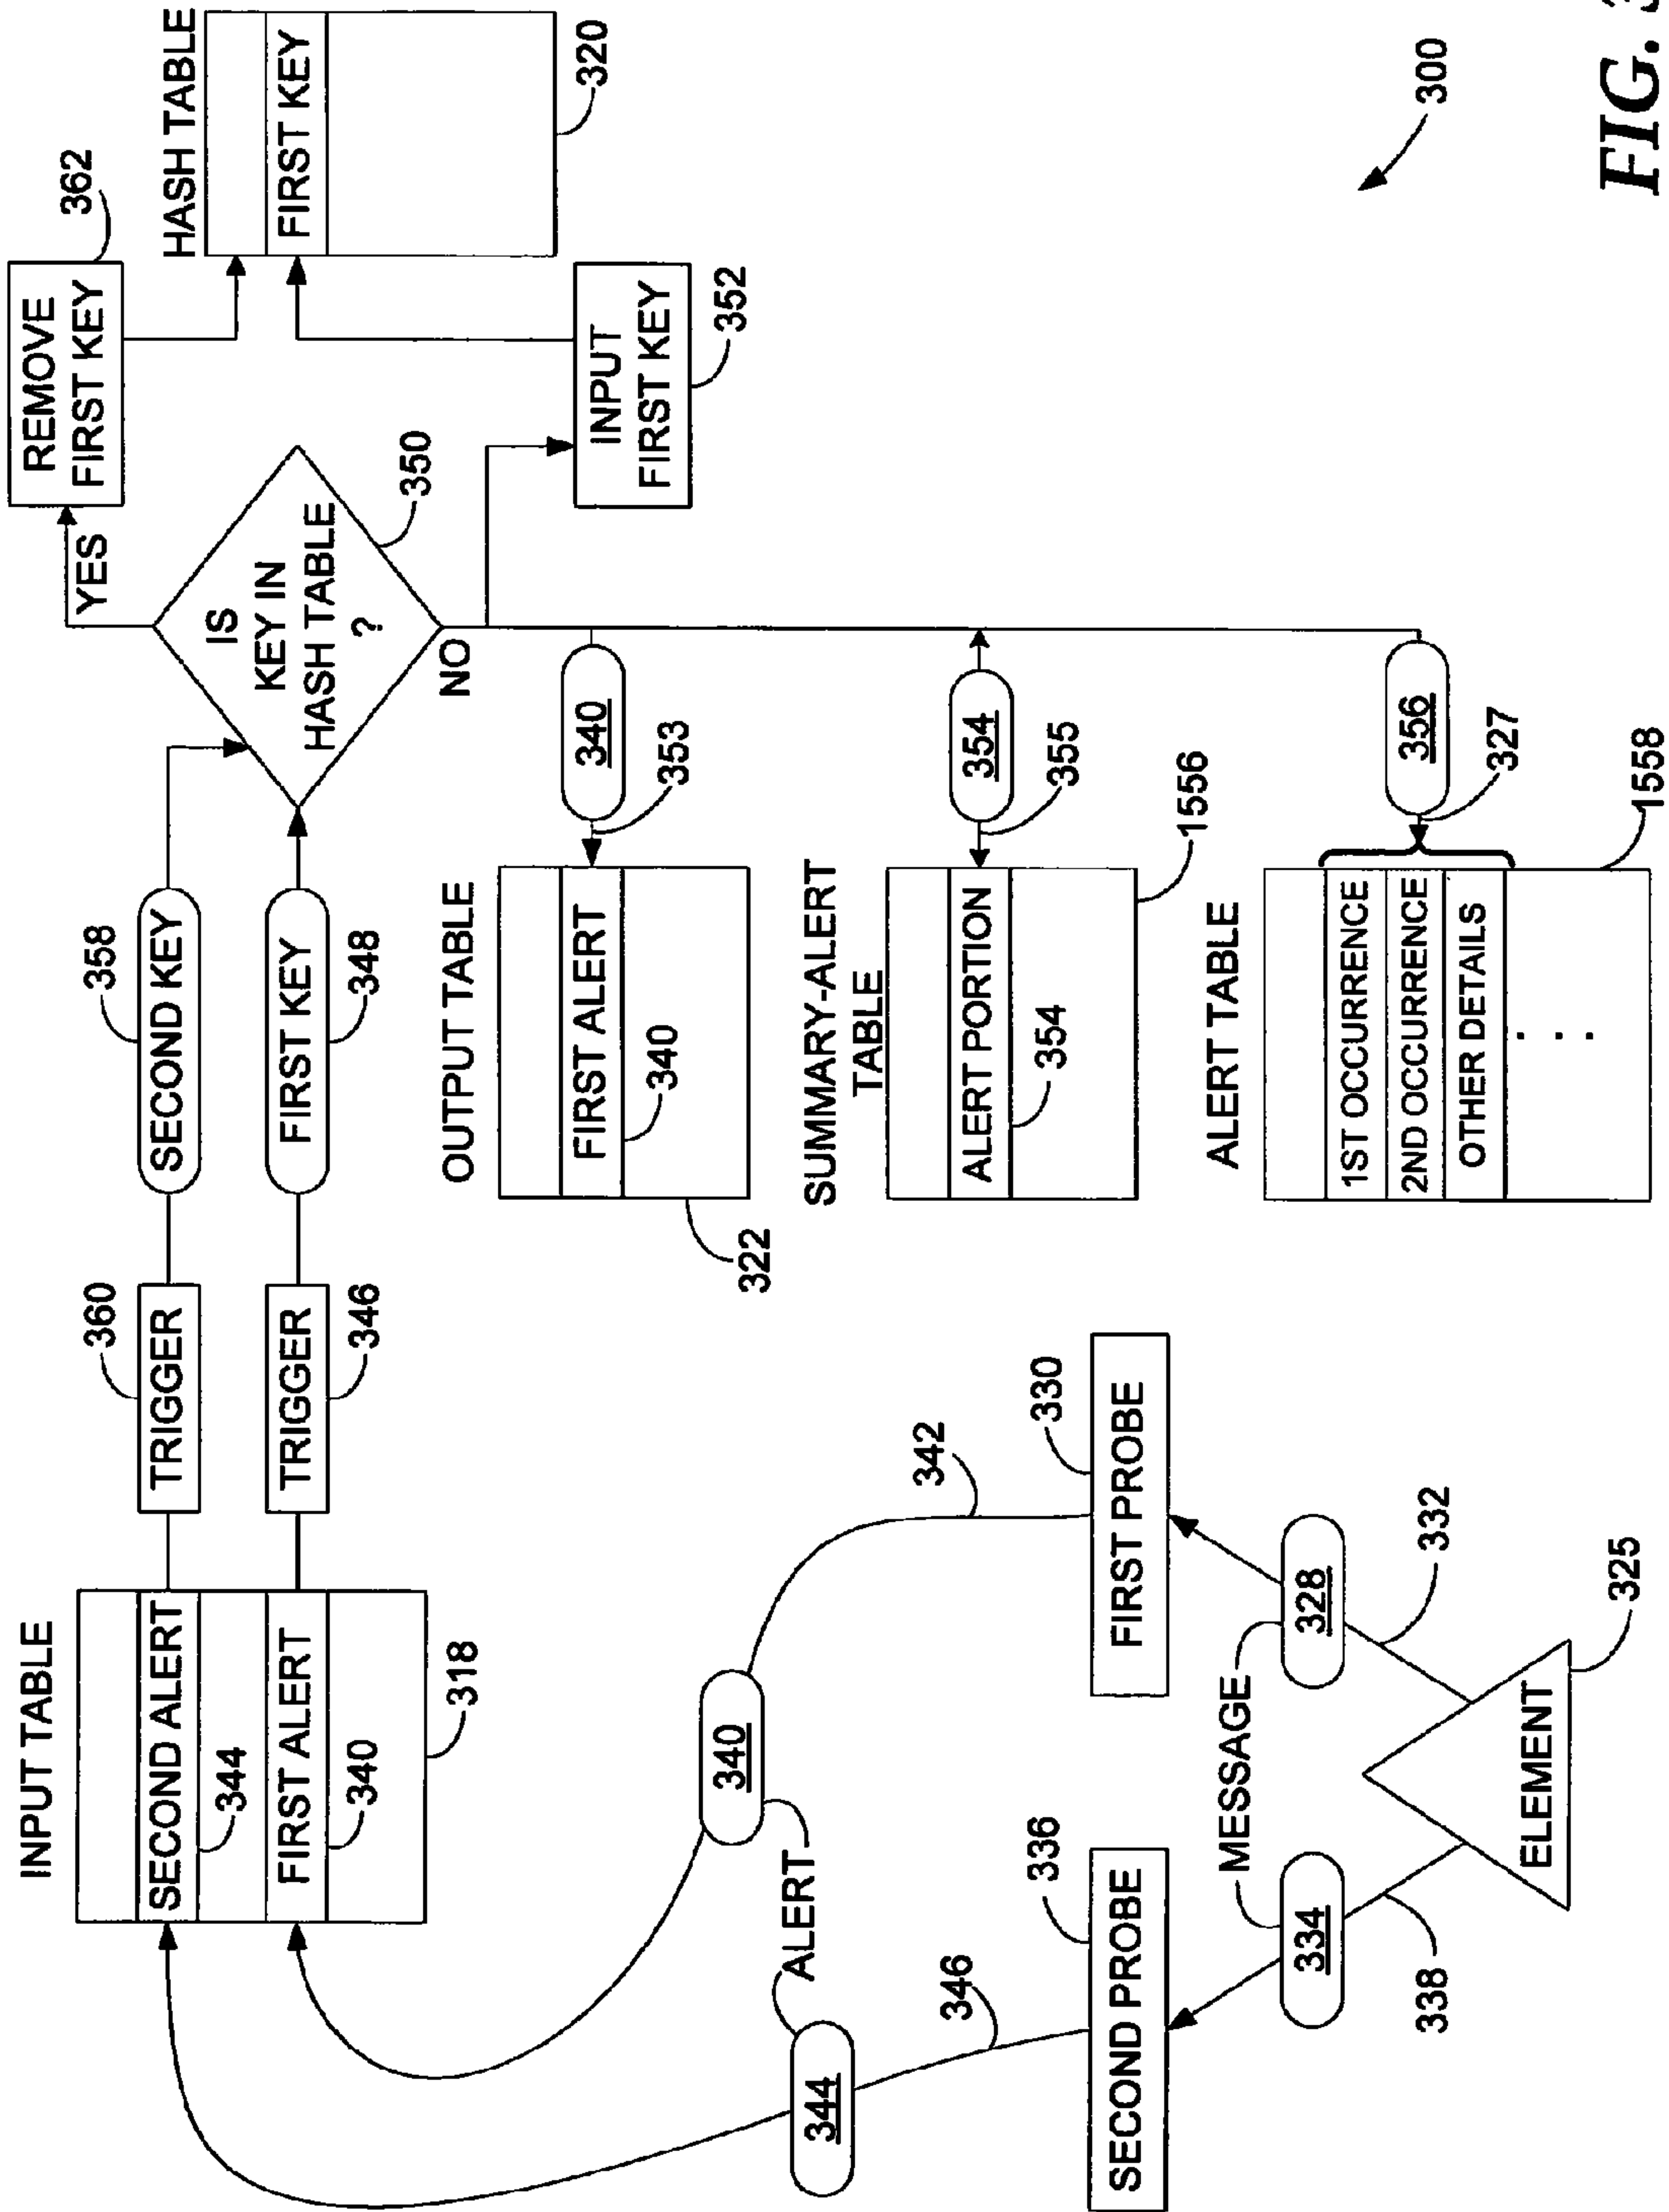 INPUT TABLE
SECOND ALERT
344
FIRST ALERT
340
318
360
TRIGGER
TRIGGER
346
358
SECOND KEY
FIRST KEY
348
IS
KEY IN
HASH TABLE
?
350
YES
NO
REMOVE
FIRST KEY
362
HASH TABLE
FIRST KEY
320
INPUT
FIRST KEY
352
OUTPUT TABLE
FIRST ALERT
340
322
340
353
SUMMARY-ALERT
TABLE
ALERT PORTION
354
1556
354
355
ALERT TABLE
1ST OCCURRENCE
2ND OCCURRENCE
OTHER DETAILS
. . .
1558
356
327
344
ALERT
340
346
342
336
SECOND PROBE
330
FIRST PROBE
MESSAGE
334
328
338
332
ELEMENT
325
300
FIG.